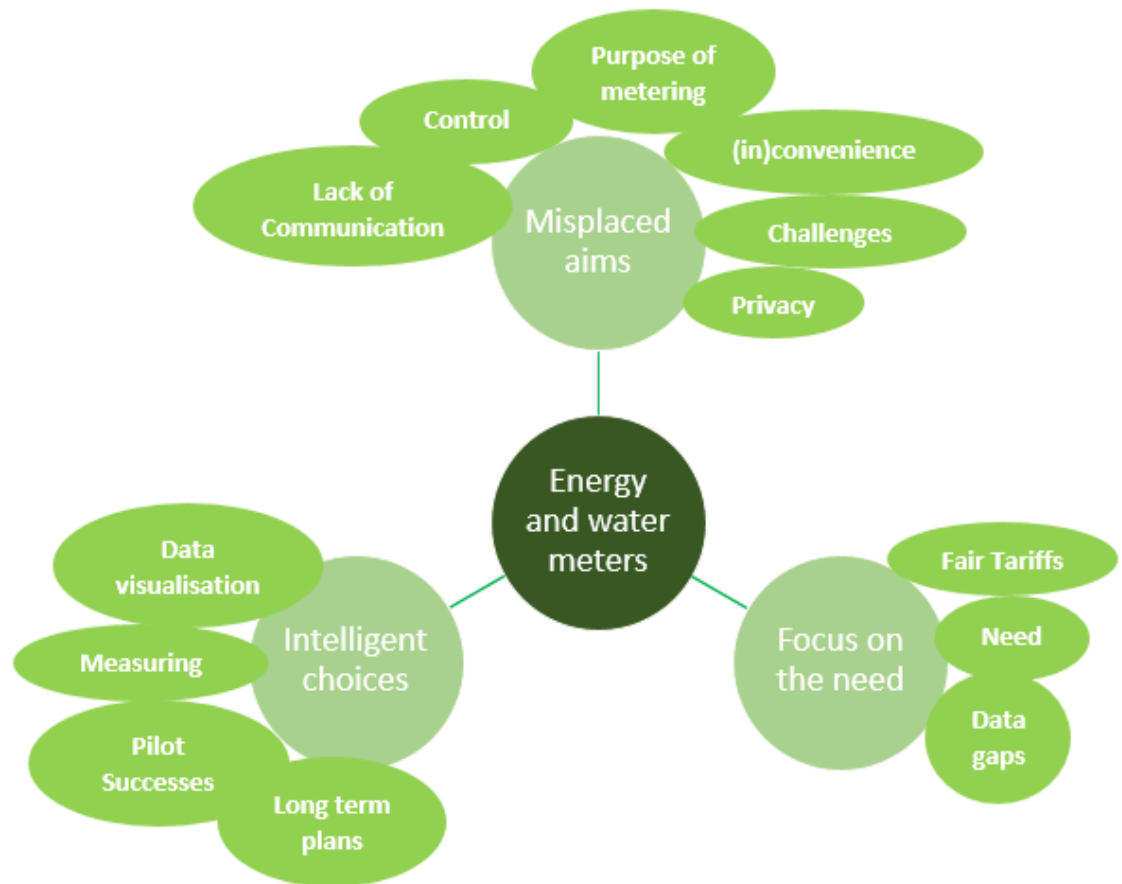 Purpose of
metering
Control
(in)convenience
Lack of
Communication
Misplaced
aims
Challenges
Privacy
Energy
and water
meters
Data
visualisation
Measuring
Intelligent
choices
Pilot
Successes
Long term
plans
Fair Tariffs
Focus on
the need
Need
Data
gaps